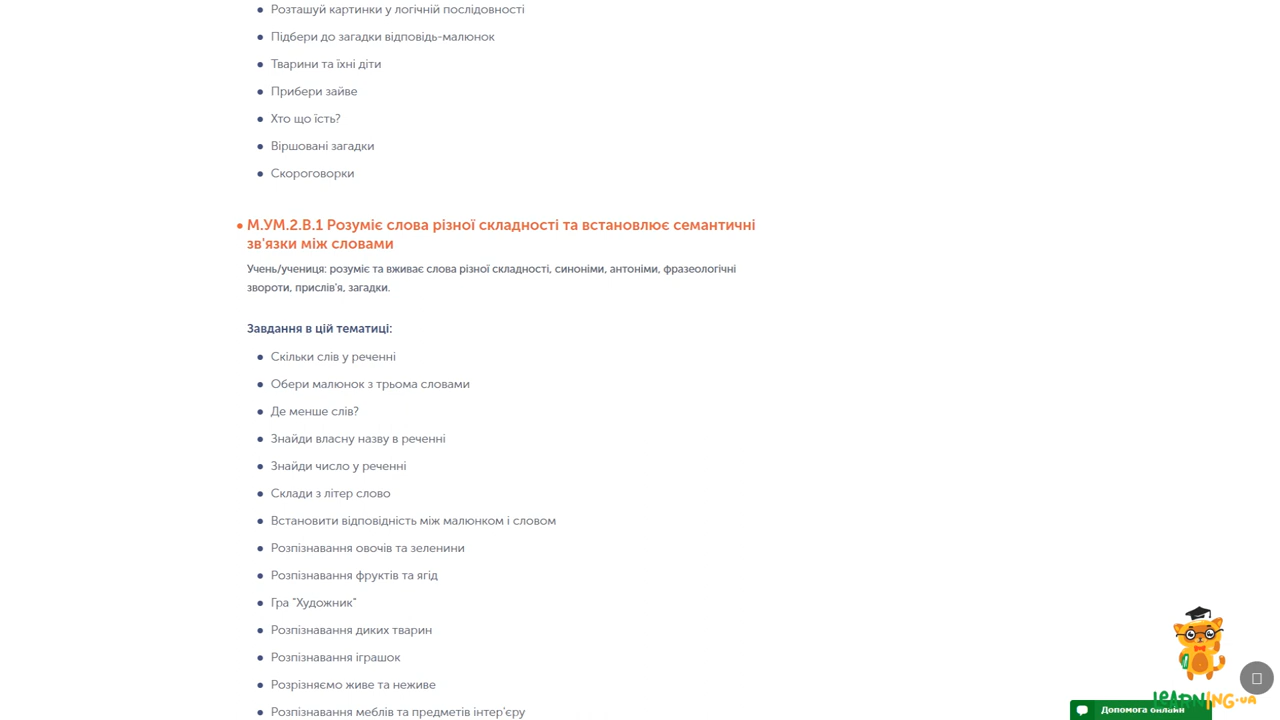 Розташуй картинки у логічній послідовності
Підбери до загадки відповідь-малюнок
Тварини та їхні діти
Прибери зайве
Хто що їсть?
Віршовані загадки
Скоромовки
М.УМ.2.В.1 Розуміє слова різної складності та встановлює семантичні
зв'язки між словами
Учень/учениця: розуміє та вживає слова різної складності, синоніми, антоніми, фразеологічні
звороти, прислів'я, загадки.
Завдання в цій тематиці:
Скільки слів у реченні
Обери малюнок з трьома словами
Де менше слів?
Знайди власну назву в реченні
Знайди число у реченні
Склади з літер слово
Встановити відповідність між малюнком і словом
Розпізнавання овочів та зеленини
Розпізнавання фруктів та ягід
Гра "Художник"
Розпізнавання диких тварин
Розпізнавання іграшок
Розрізняємо живе та неживе
Розпізнавання меблів та предметів інтер'єру
LEARNING.UA
Допомога онлайн